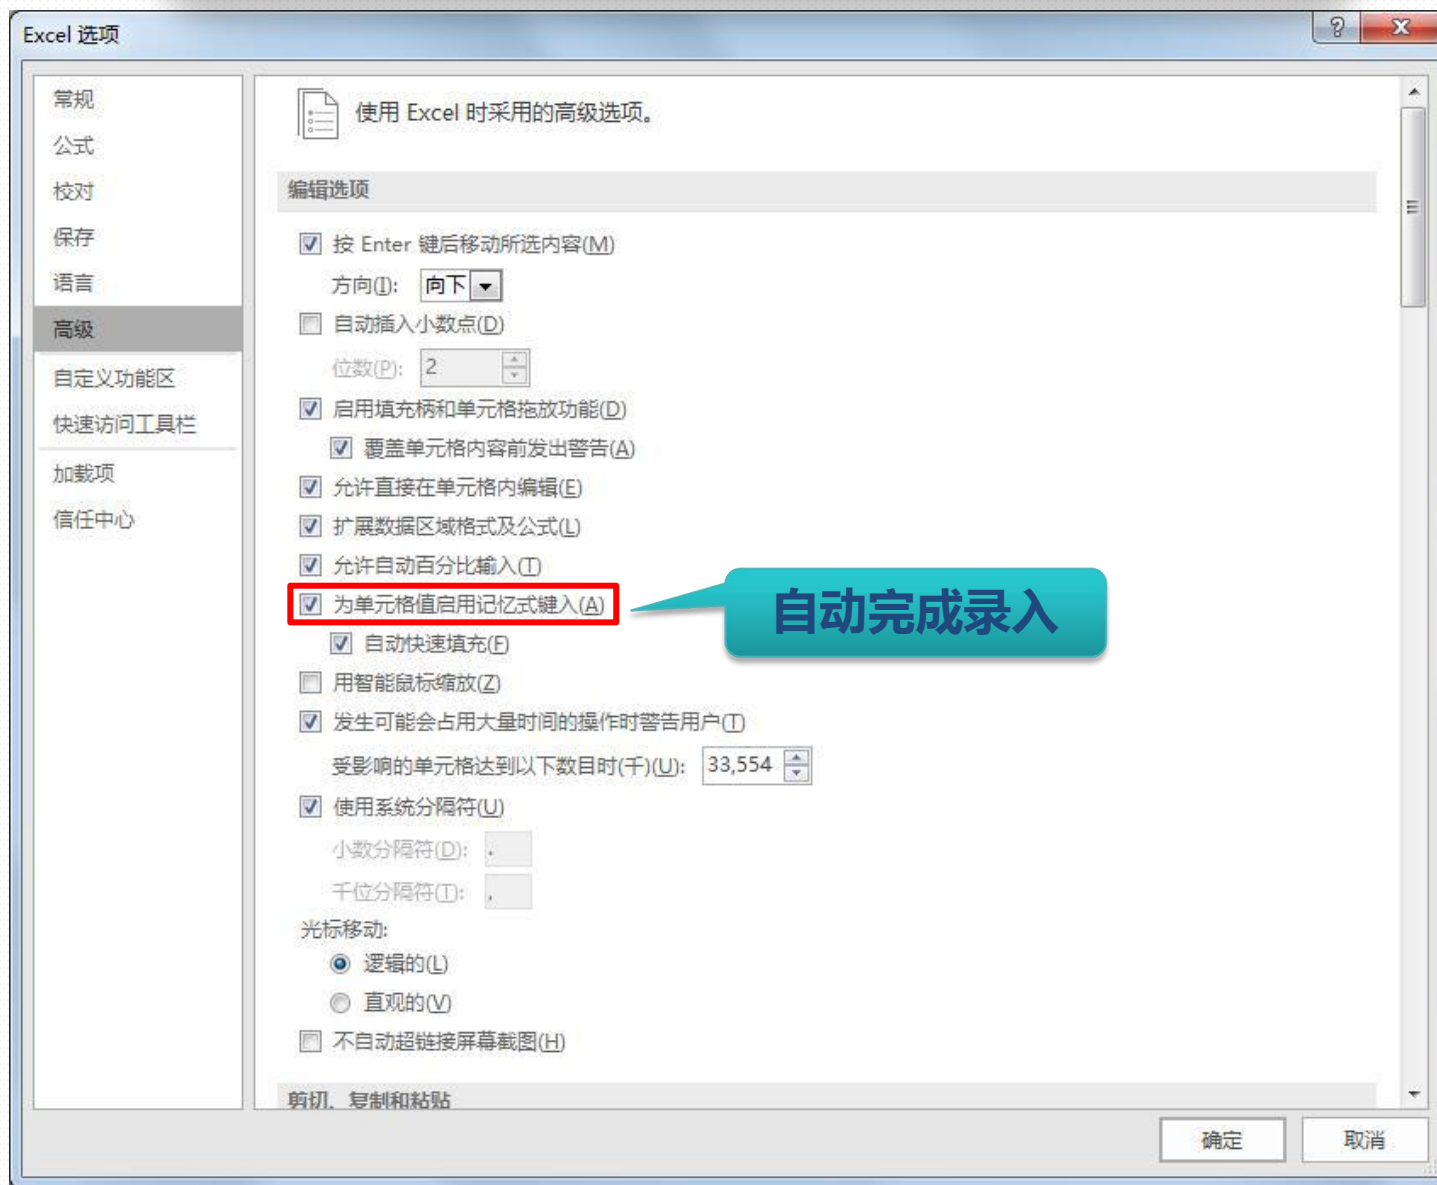 Excel 选项
常规
公式
校对
保存
语言
高级
自定义功能区
快速访问工具栏
加载项
信任中心
使用 Excel 时采用的高级选项。
编辑选项
按 Enter 键后移动所选内容(M)
方向(I): 向下
自动插入小数点(D)
位数(P): 2
启用填充柄和单元格拖放功能(D)
覆盖单元格内容前发出警告(A)
允许直接在单元格内编辑(E)
扩展数据区域格式及公式(L)
允许自动百分比输入(T)
为单元格值启用记忆式键入(A)
自动完成录入
自动快速填充(F)
用智能鼠标缩放(Z)
发生可能会占用大量时间的操作时警告用户(T)
受影响的单元格达到以下数目时(千)(U): 33,554
使用系统分隔符(U)
小数分隔符(D): .
千位分隔符(T): ,
光标移动:
逻辑的(L)
直观的(V)
不自动超链接屏幕截图(H)
剪切、复制和粘贴
确定
取消